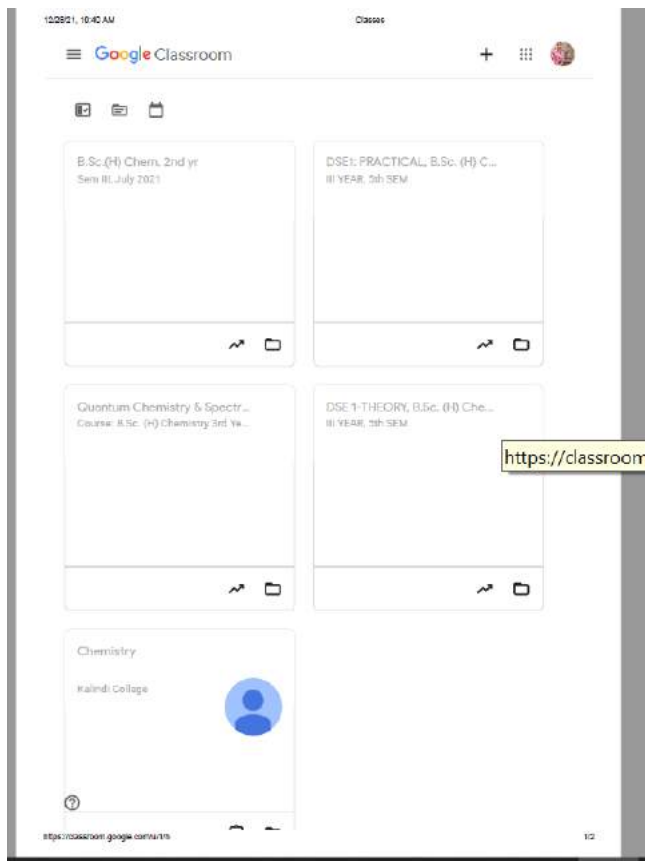 12/28/21, 10:40 AM Classes
Google Classroom
B.Sc.(H) Chem, 2nd yr
Sem III, July 2021
DSE1: PRACTICAL, B.Sc. (H) C...
III YEAR, 5th SEM
Quantum Chemistry & Spectr...
Course: B.Sc. (H) Chemistry 3rd Ye...
DSE 1-THEORY, B.Sc. (H) Che...
III YEAR, 5th SEM
https://classroom
Chemistry
Kalindi Collage
https://classroom.google.com/u/1/h 1/2